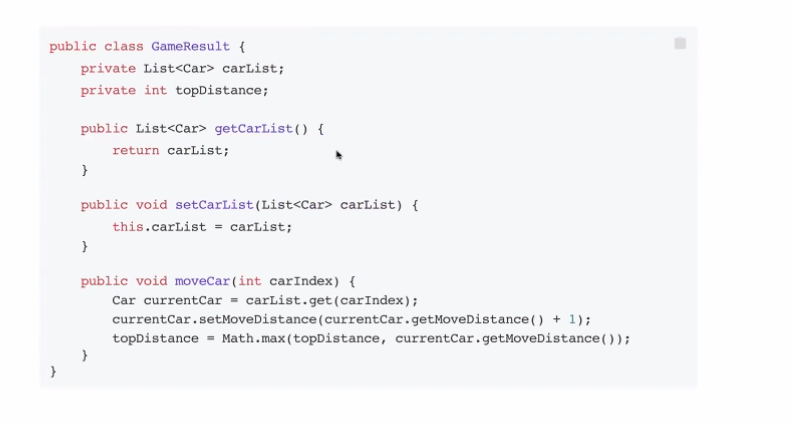 public class GameResult {
    private List<Car> carList;
    private int topDistance;
    public List<Car> getCarList() {
        return carList;
    }
    public void setCarList(List<Car> carList) {
        this.carList = carList;
    }
    public void moveCar(int carIndex) {
        Car currentCar = carList.get(carIndex);
        currentCar.setMoveDistance(currentCar.getMoveDistance() + 1);
        topDistance = Math.max(topDistance, currentCar.getMoveDistance());
    }
}